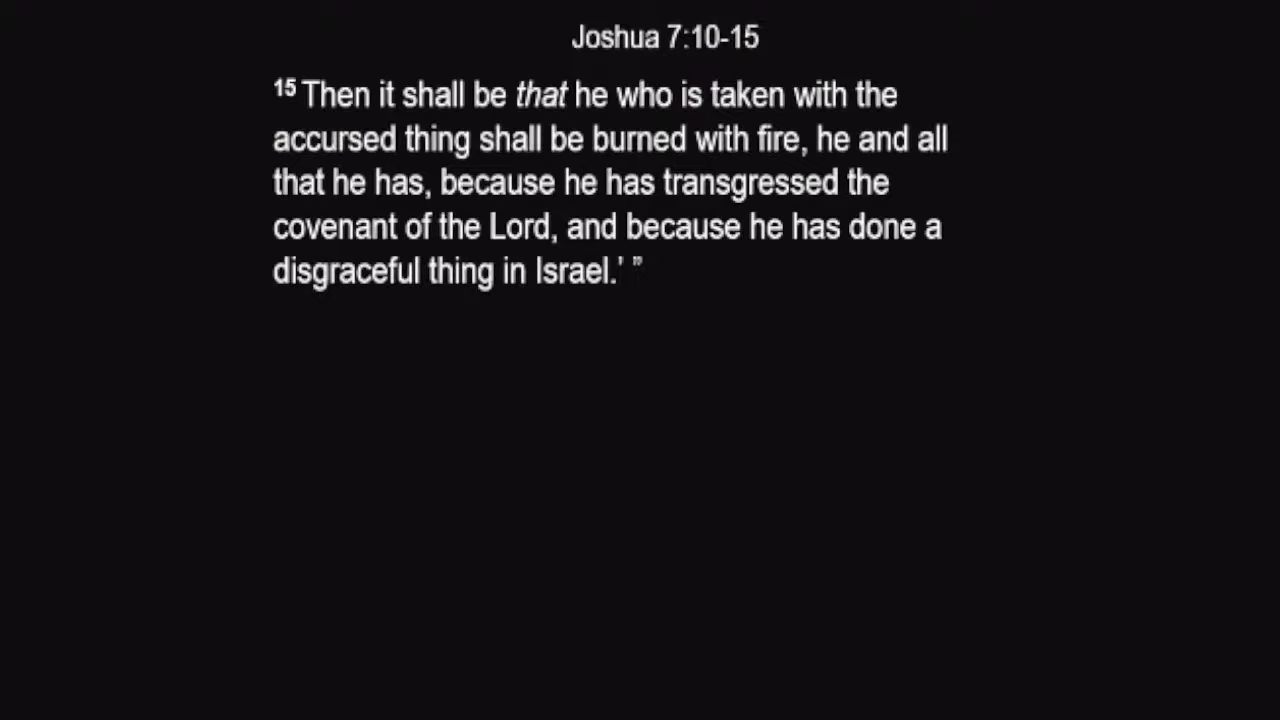 Joshua 7:10-15
15 Then it shall be that he who is taken with the
accursed thing shall be burned with fire, he and all
that he has, because he has transgressed the
covenant of the Lord, and because he has done a
disgraceful thing in Israel.’ ”